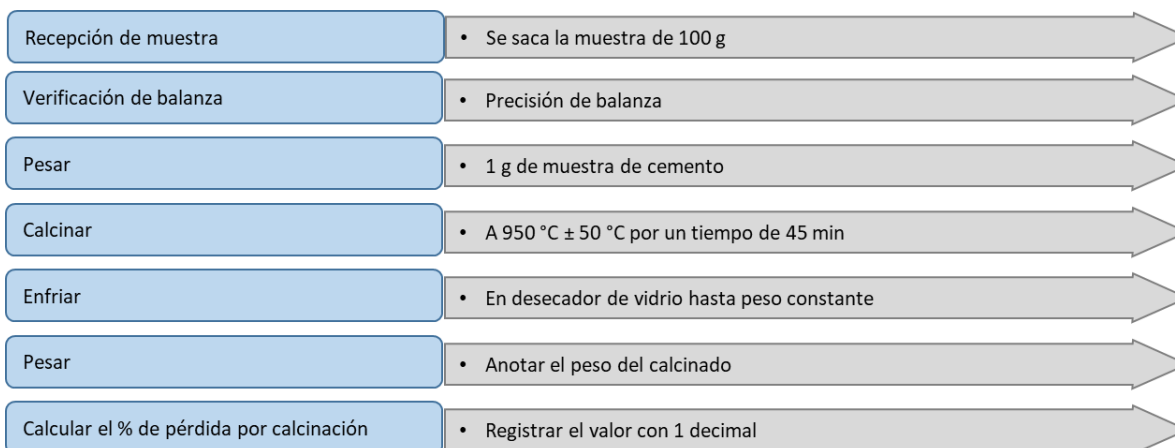 Recepción de muestra
• Se saca la muestra de 100 g
Verificación de balanza
• Precisión de balanza
Pesar
• 1 g de muestra de cemento
Calcinar
• A 950 °C ± 50 °C por un tiempo de 45 min
Enfriar
• En desecador de vidrio hasta peso constante
Pesar
• Anotar el peso del calcinado
Calcular el % de pérdida por calcinación
• Registrar el valor con 1 decimal